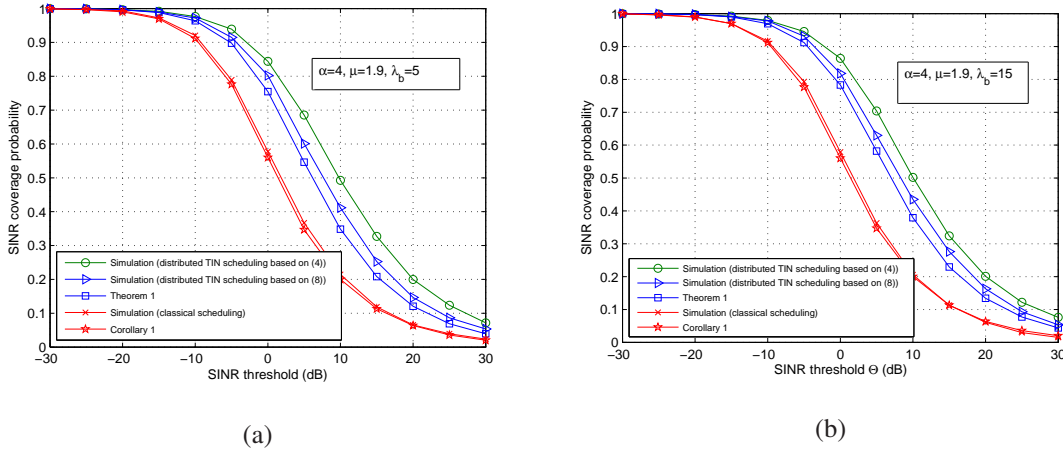 1
0.9
0.8
0.7
0.6
0.5
0.4
0.3
0.2
0.1
0
SINR coverage probability
α=4, μ=1.9, λb=5
Simulation (distributed TIN scheduling based on (4))
Simulation (distributed TIN scheduling based on (8))
Theorem 1
Simulation (classical scheduling)
Corollary 1
−30 −20 −10 0 10 20 30
SINR threshold (dB)
(a)
1
0.9
0.8
0.7
0.6
0.5
0.4
0.3
0.2
0.1
0
SINR coverage probability
α=4, μ=1.9, λb=15
Simulation (distributed TIN scheduling based on (4))
Simulation (distributed TIN scheduling based on (8))
Theorem 1
Simulation (classical scheduling)
Corollary 1
−30 −20 −10 0 10 20 30
SINR threshold Θ (dB)
(b)